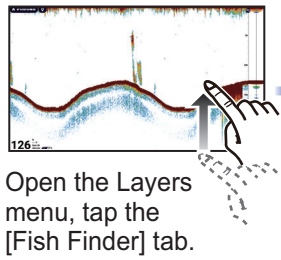 126
Open the Layers
menu, tap the
[Fish Finder] tab.